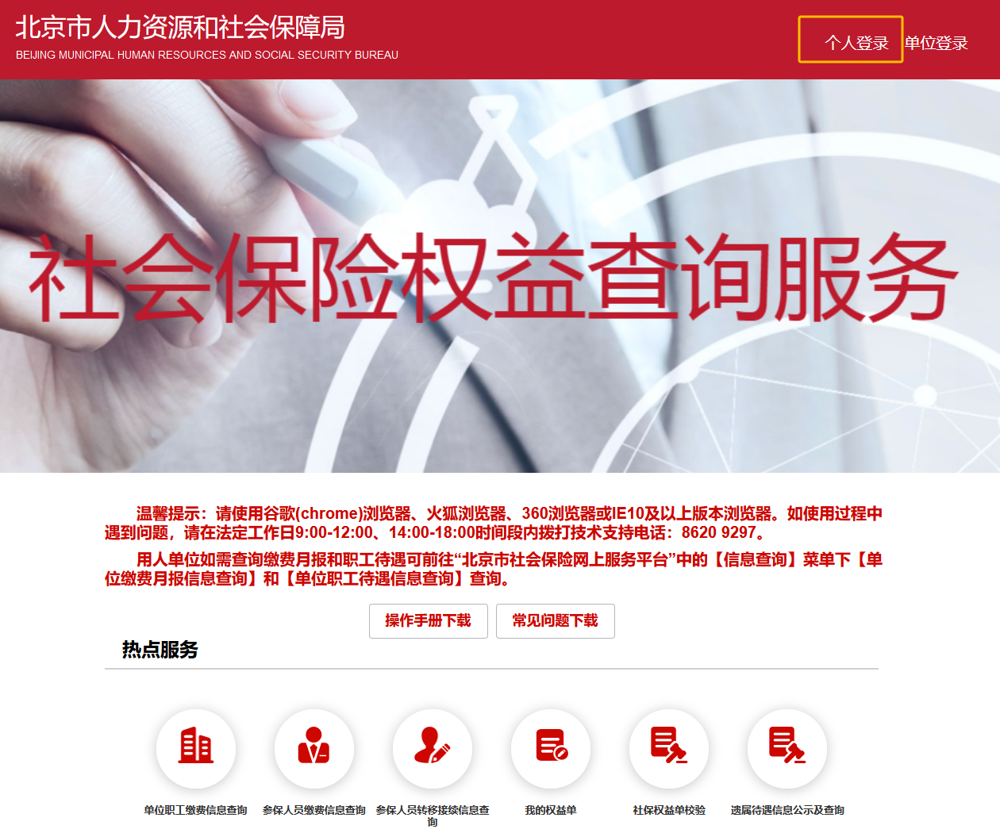 北京市人力资源和社会保障局
BEIJING MUNICIPAL HUMAN RESOURCES AND SOCIAL SECURITY BUREAU
个人登录 单位登录
社会保险权益查询服务
温馨提示：请使用谷歌(chrome)浏览器、火狐浏览器、360浏览器或IE10及以上版本浏览器。如使用过程中
遇到问题，请在法定工作日9:00-12:00、14:00-18:00时间段内拨打技术支持电话：8620 9297。
用人单位如需查询缴费月报和职工待遇可前往“北京市社会保险网上服务平台”中的【信息查询】菜单下【单
位缴费月报信息查询】和【单位职工待遇信息查询】查询。
操作手册下载 常见问题下载
热点服务
单位职工缴费信息查询 参保人员缴费信息查询 参保人员转移接续信息查 我的权益单 社保权益单校验 遗属待遇信息公示及查询
询